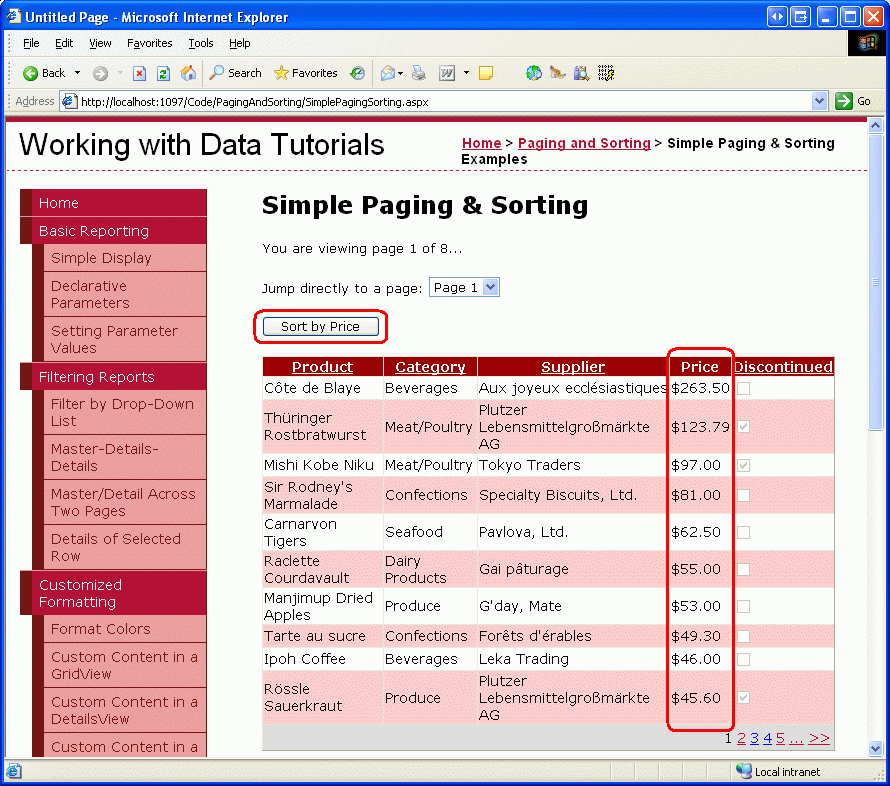 Untitled Page - Microsoft Internet Explorer
File Edit View Favorites Tools Help
Back Search Favorites
Address http://localhost:1097/Code/PagingAndSorting/SimplePagingSorting.aspx Go
Working with Data Tutorials
Home > Paging and Sorting > Simple Paging & Sorting
Examples
Home
Basic Reporting
Simple Display
Declarative
Parameters
Setting Parameter
Values
Filtering Reports
Filter by Drop-Down
List
Master-Details-
Details
Master/Detail Across
Two Pages
Details of Selected
Row
Customized
Formatting
Format Colors
Custom Content in a
GridView
Custom Content in a
DetailsView
Custom Content in a
Simple Paging & Sorting
You are viewing page 1 of 8...
Jump directly to a page: Page 1
Sort by Price
Product Category Supplier Price Discontinued
Côte de Blaye Beverages Aux joyeux ecclésiastiques $263.50
Thüringer
Rostbratwurst Meat/Poultry Plutzer
Lebensmittelgroßmärkte
AG $123.79
Mishi Kobe Niku Meat/Poultry Tokyo Traders $97.00
Sir Rodney's
Marmalade Confections Specialty Biscuits, Ltd. $81.00
Carnarvon
Tigers Seafood Pavlova, Ltd. $62.50
Raclette
Courdavault Dairy
Products Gai pâturage $55.00
Manjimup Dried
Apples Produce G'day, Mate $53.00
Tarte au sucre Confections Forêts d'érables $49.30
Ipoh Coffee Beverages Leka Trading $46.00
Rössle
Sauerkraut Produce Plutzer
Lebensmittelgroßmärkte
AG $45.60
1 2 3 4 5 ... >>
Local intranet